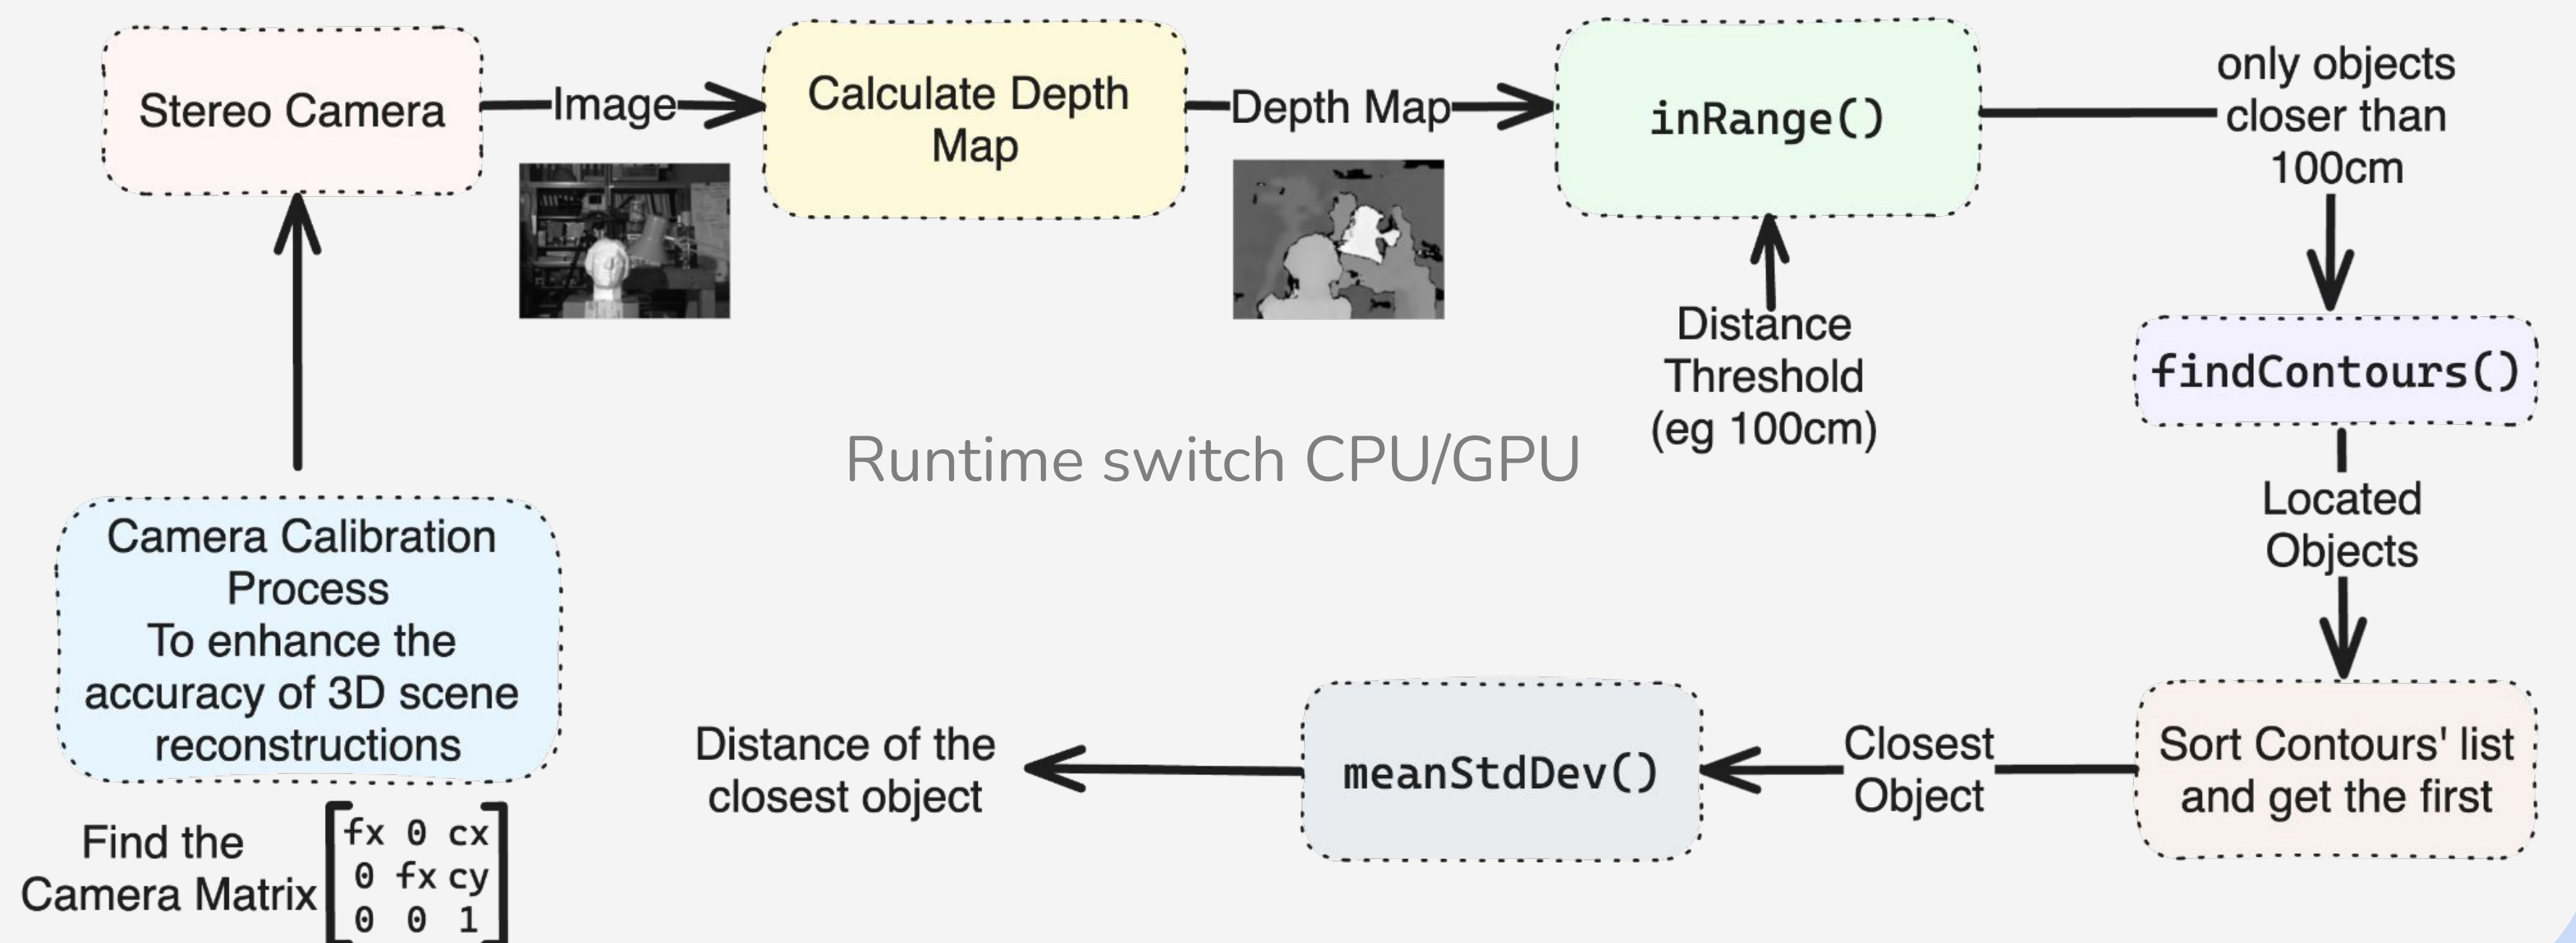 Stereo Camera
Image
Calculate Depth
Map
Depth Map
inRange()
only objects
closer than
100cm
Distance
Threshold
(eg 100cm)
findContours()
Located
Objects
Sort Contours' list
and get the first
Closest
Object
meanStdDev()
Distance of the
closest object
Runtime switch CPU/GPU
Camera Calibration
Process
To enhance the
accuracy of 3D scene
reconstructions
Find the
Camera Matrix
fx 0 cx
0 fx cy
0 0 1